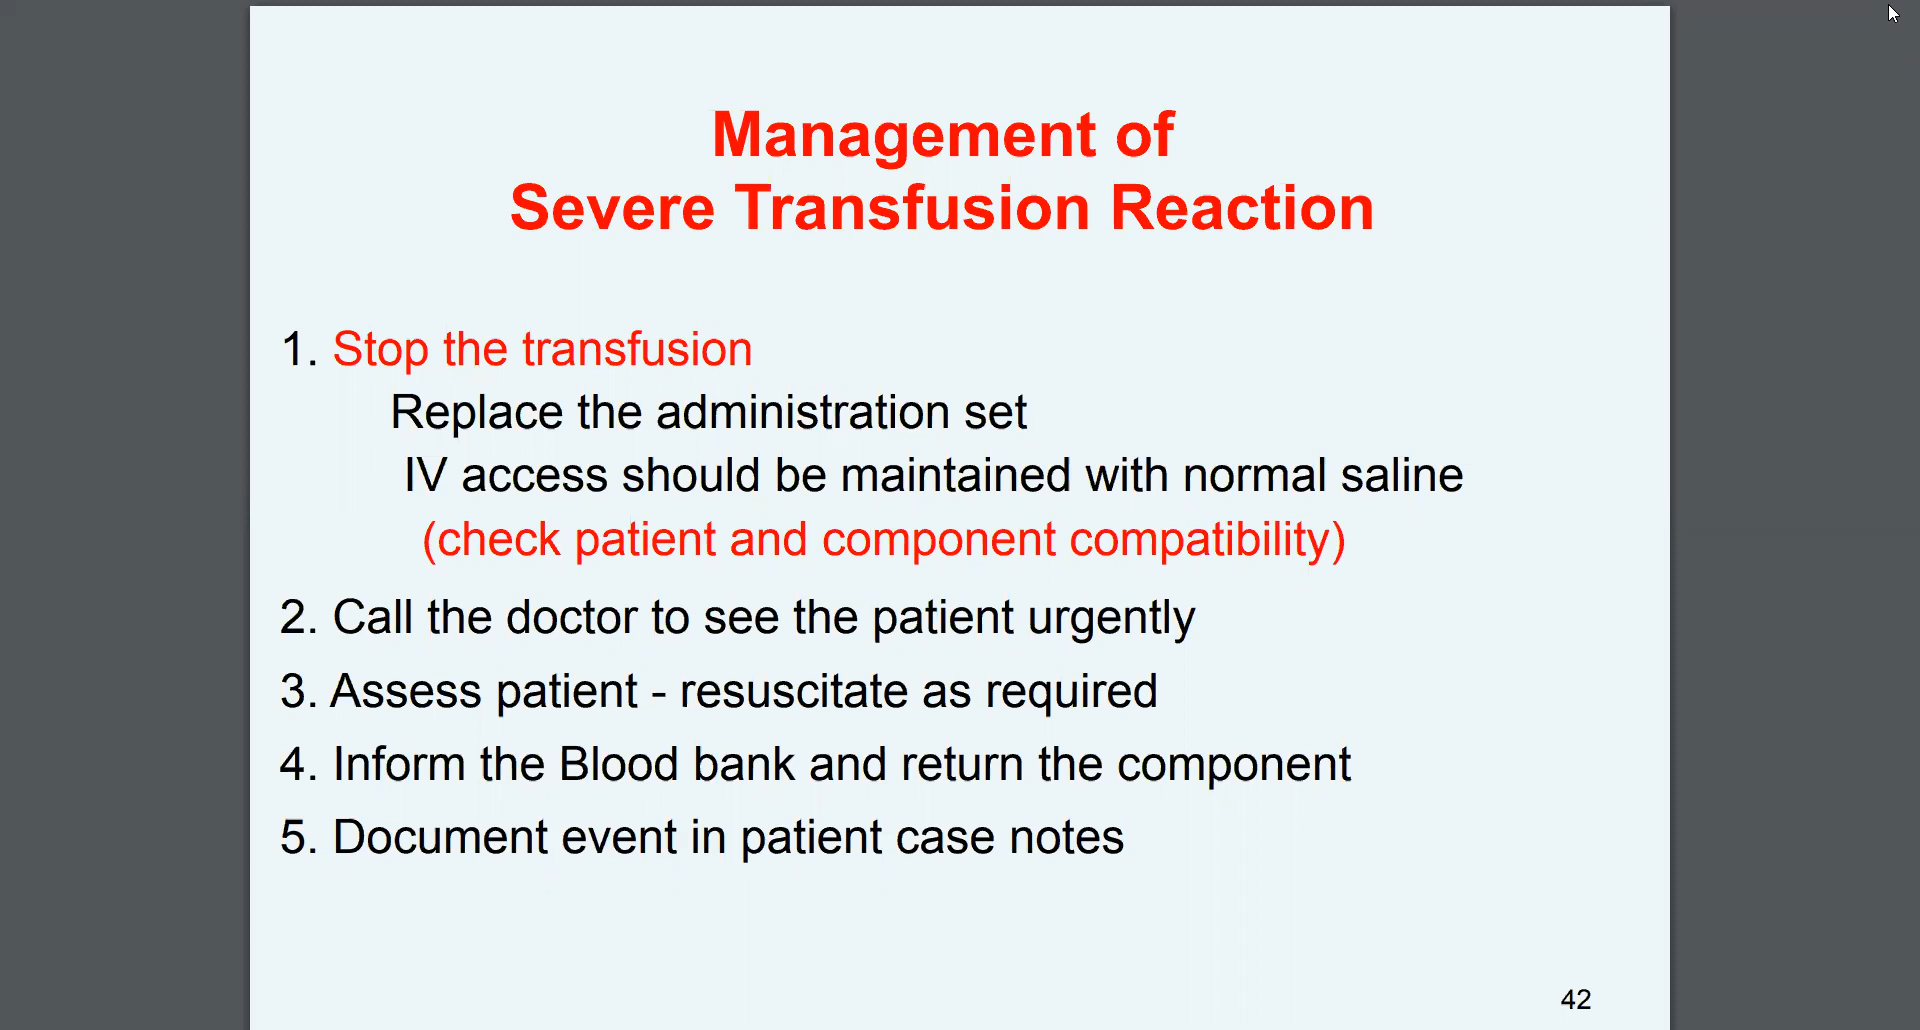 Management of
Severe Transfusion Reaction
1. Stop the transfusion
Replace the administration set
IV access should be maintained with normal saline
(check patient and component compatibility)
2. Call the doctor to see the patient urgently
3. Assess patient - resuscitate as required
4. Inform the Blood bank and return the component
5. Document event in patient case notes
42